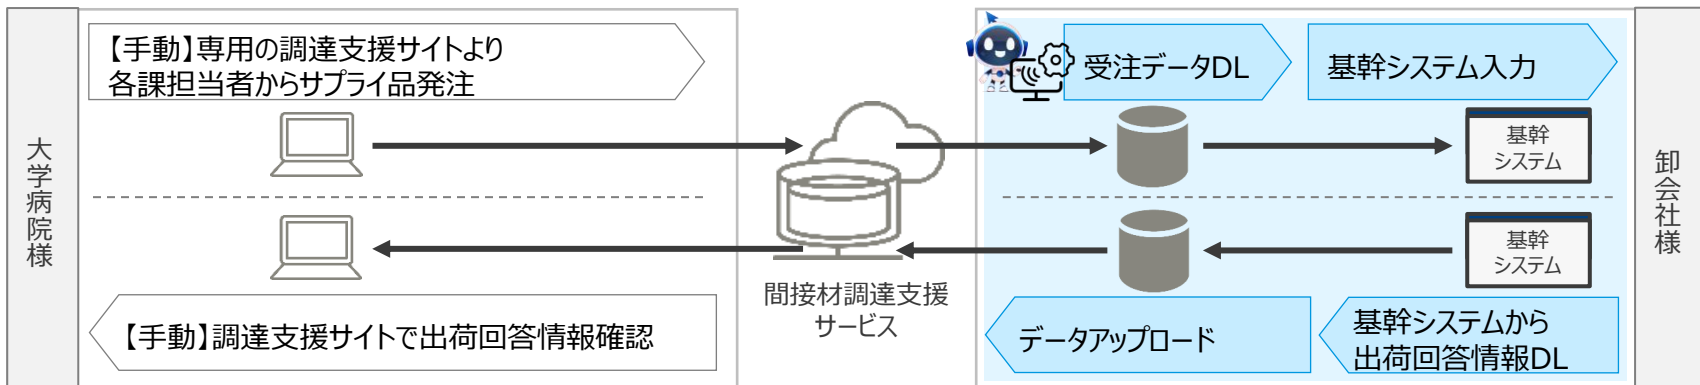 大学病院様
【手動】専用の調達支援サイトより
各課担当者からサプライ品発注
受注データDL
基幹システム入力
基幹
システム
卸会社様
基幹
システム
間接材調達支援
サービス
【手動】調達支援サイトで出荷回答情報確認
データアップロード
基幹システムから
出荷回答情報DL